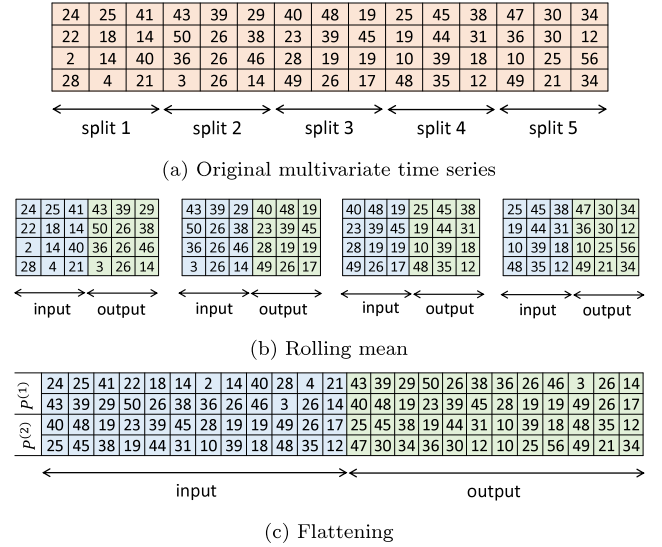 24 25 41 43 39 29 40 48 19 25 45 38 47 30 34
22 18 14 50 26 38 23 39 45 19 44 31 36 30 12
2 14 40 36 26 46 28 19 19 10 39 18 10 25 56
28 4 21 3 26 14 49 26 17 48 35 12 49 21 34
split 1 split 2 split 3 split 4 split 5
(a) Original multivariate time series
24 25 41 43 39 29 43 39 29 40 48 19 40 48 19 25 45 38 25 45 38 47 30 34
22 18 14 50 26 38 50 26 38 23 39 45 23 39 45 19 44 31 19 44 31 36 30 12
2 14 40 36 26 46 36 26 46 28 19 19 28 19 19 10 39 18 10 39 18 10 25 56
28 4 21 3 26 14 3 26 14 49 26 17 49 26 17 48 35 12 48 35 12 49 21 34
input output input output input output input output
(b) Rolling mean
P(1)
24 25 41 22 18 14 2 14 40 28 4 21 43 39 29 50 26 38 36 26 46 3 26 14
43 39 29 50 26 38 36 26 46 3 26 14 40 48 19 23 39 45 28 19 19 49 26 17
P(2)
40 48 19 23 39 45 28 19 19 49 26 17 25 45 38 19 44 31 10 39 18 48 35 12
25 45 38 19 44 31 10 39 18 48 35 12 47 30 34 36 30 12 10 25 56 49 21 34
input output
(c) Flattening